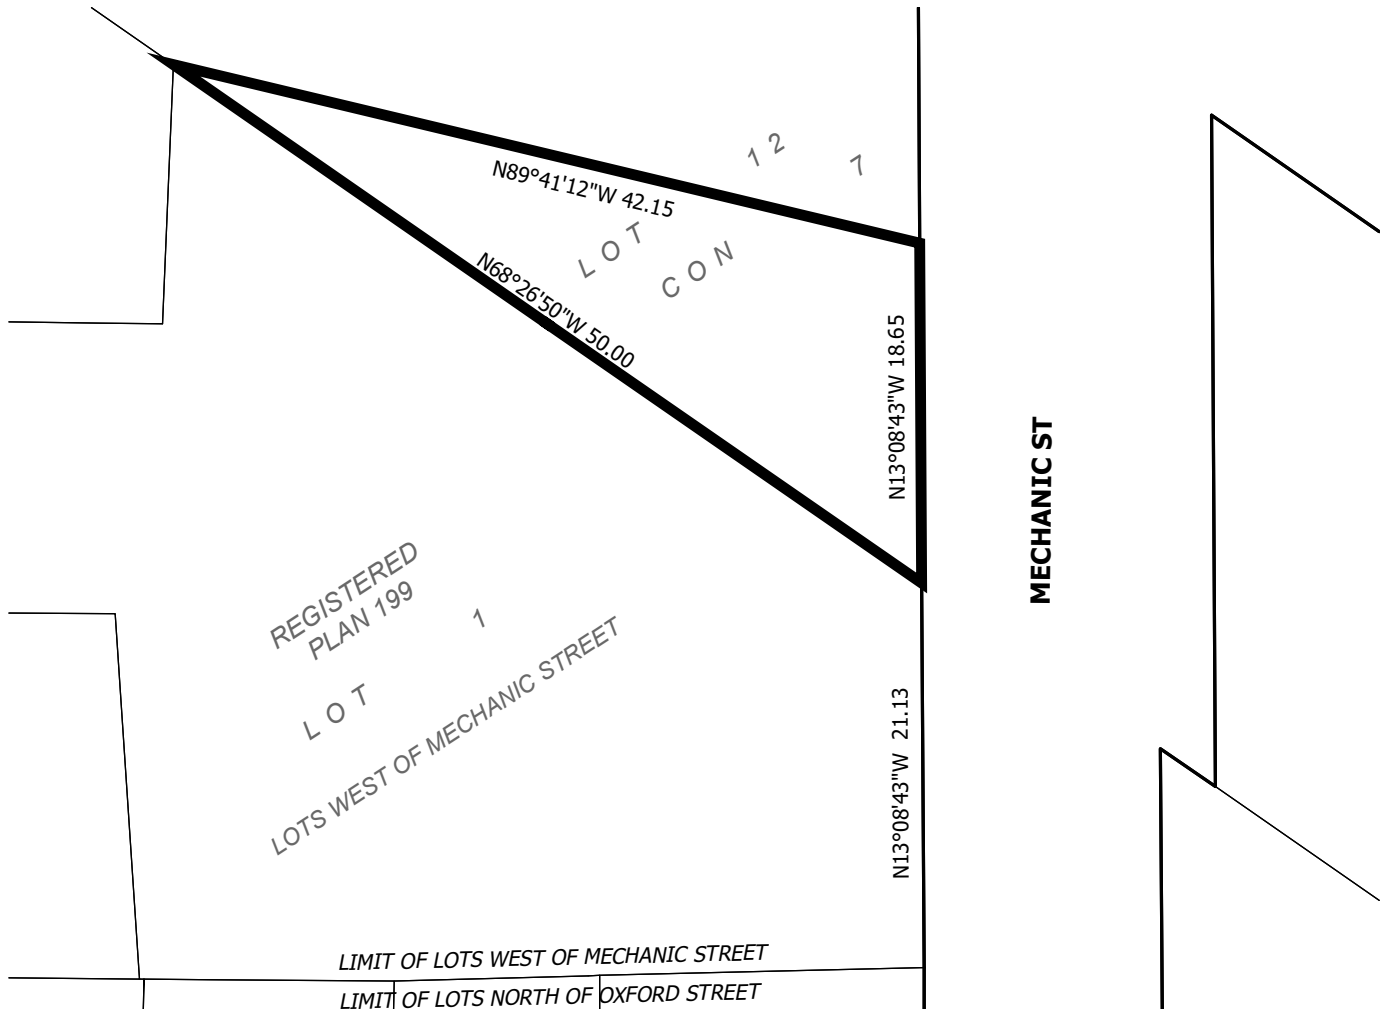 1 2
7
N89°41'12"W 42.15
L O T
C O N
N68°26'50"W 50.00
N13°08'43"W 18.65
MECHANIC ST
REGISTERED
PLAN 199
1
L O T
LOTS WEST OF MECHANIC STREET
N13°08'43"W 21.13
LIMIT OF LOTS WEST OF MECHANIC STREET
LIMIT OF LOTS NORTH OF OXFORD STREET